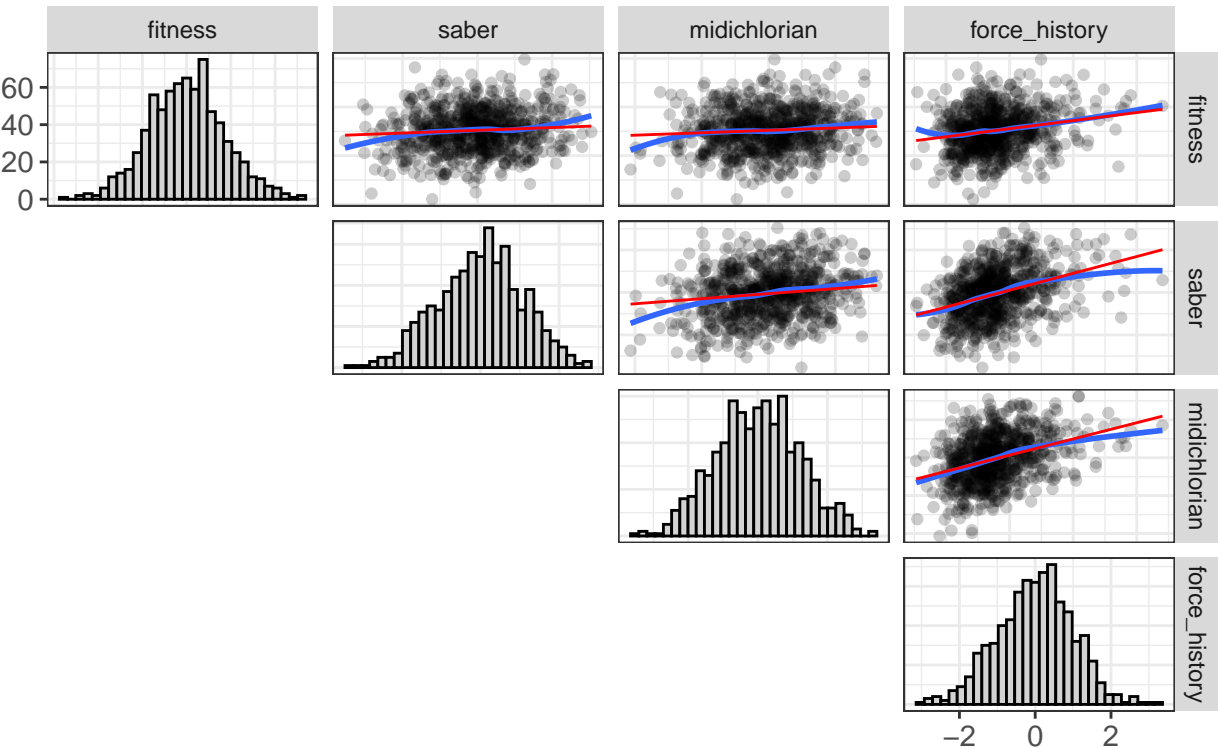 fitness saber midichlorian force_history
60
40
20
0
fitness
saber
midichlorian
force_history
−2 0 2